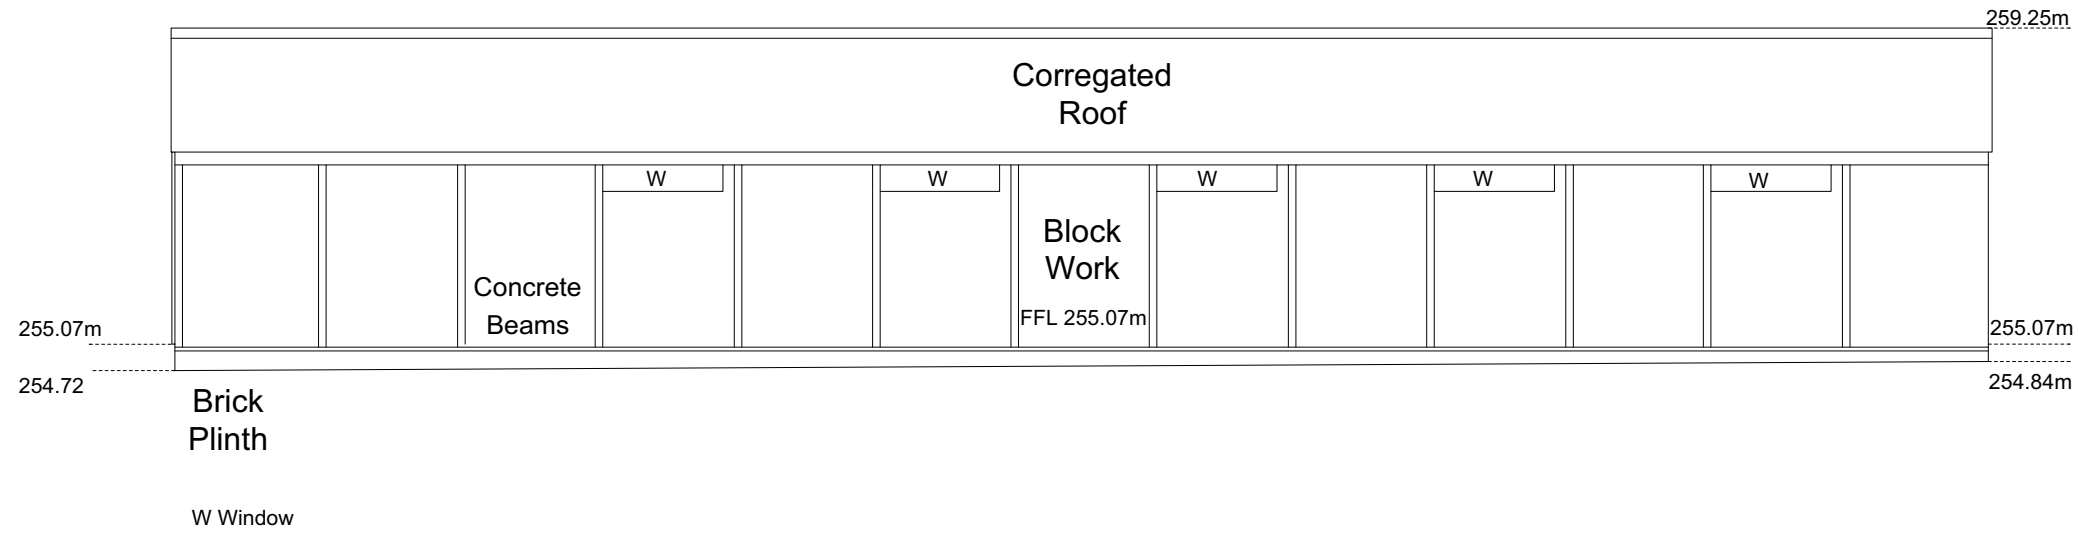 259.25m
Corregated
Roof
W
W
W
W
W
Block
Work
Concrete
Beams
FFL 255.07m
255.07m
255.07m
254.72
254.84m
Brick
Plinth
W Window